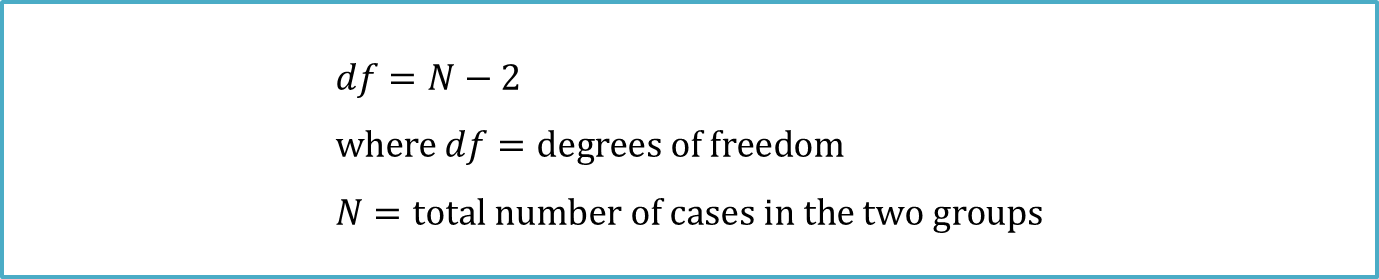 df = N − 2
where df = degrees of freedom
N = total number of cases in the two groups